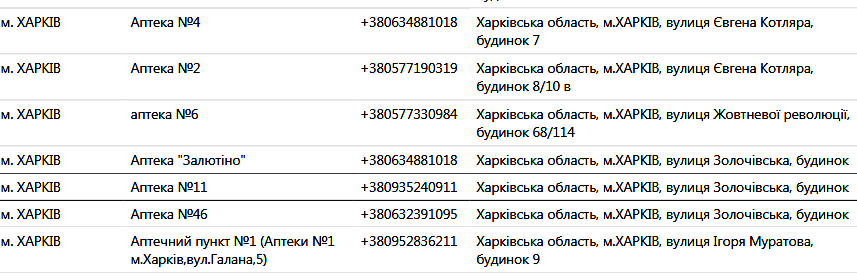 м. ХАРКІВ Аптека №4 +380634881018 Харківська область, м.ХАРКІВ, вулиця Євгена Котляра,
будинок 7
м. ХАРКІВ Аптека №2 +380577190319 Харківська область, м.ХАРКІВ, вулиця Євгена Котляра,
будинок 8/10 в
м. ХАРКІВ аптека №6 +380577330984 Харківська область, м.ХАРКІВ, вулиця Жовтневої революції,
будинок 68/114
м. ХАРКІВ Аптека "Залютіно" +380634881018 Харківська область, м.ХАРКІВ, вулиця Золочівська, будинок
м. ХАРКІВ Аптека №11 +380935240911 Харківська область, м.ХАРКІВ, вулиця Золочівська, будинок
м. ХАРКІВ Аптека №46 +380632391095 Харківська область, м.ХАРКІВ, вулиця Золочівська, будинок
м. ХАРКІВ Аптечний пункт №1 (Аптеки №1 +380952836211 Харківська область, м.ХАРКІВ, вулиця Ігоря Муратова,
м.Харків,вул.Галана,5) будинок 9